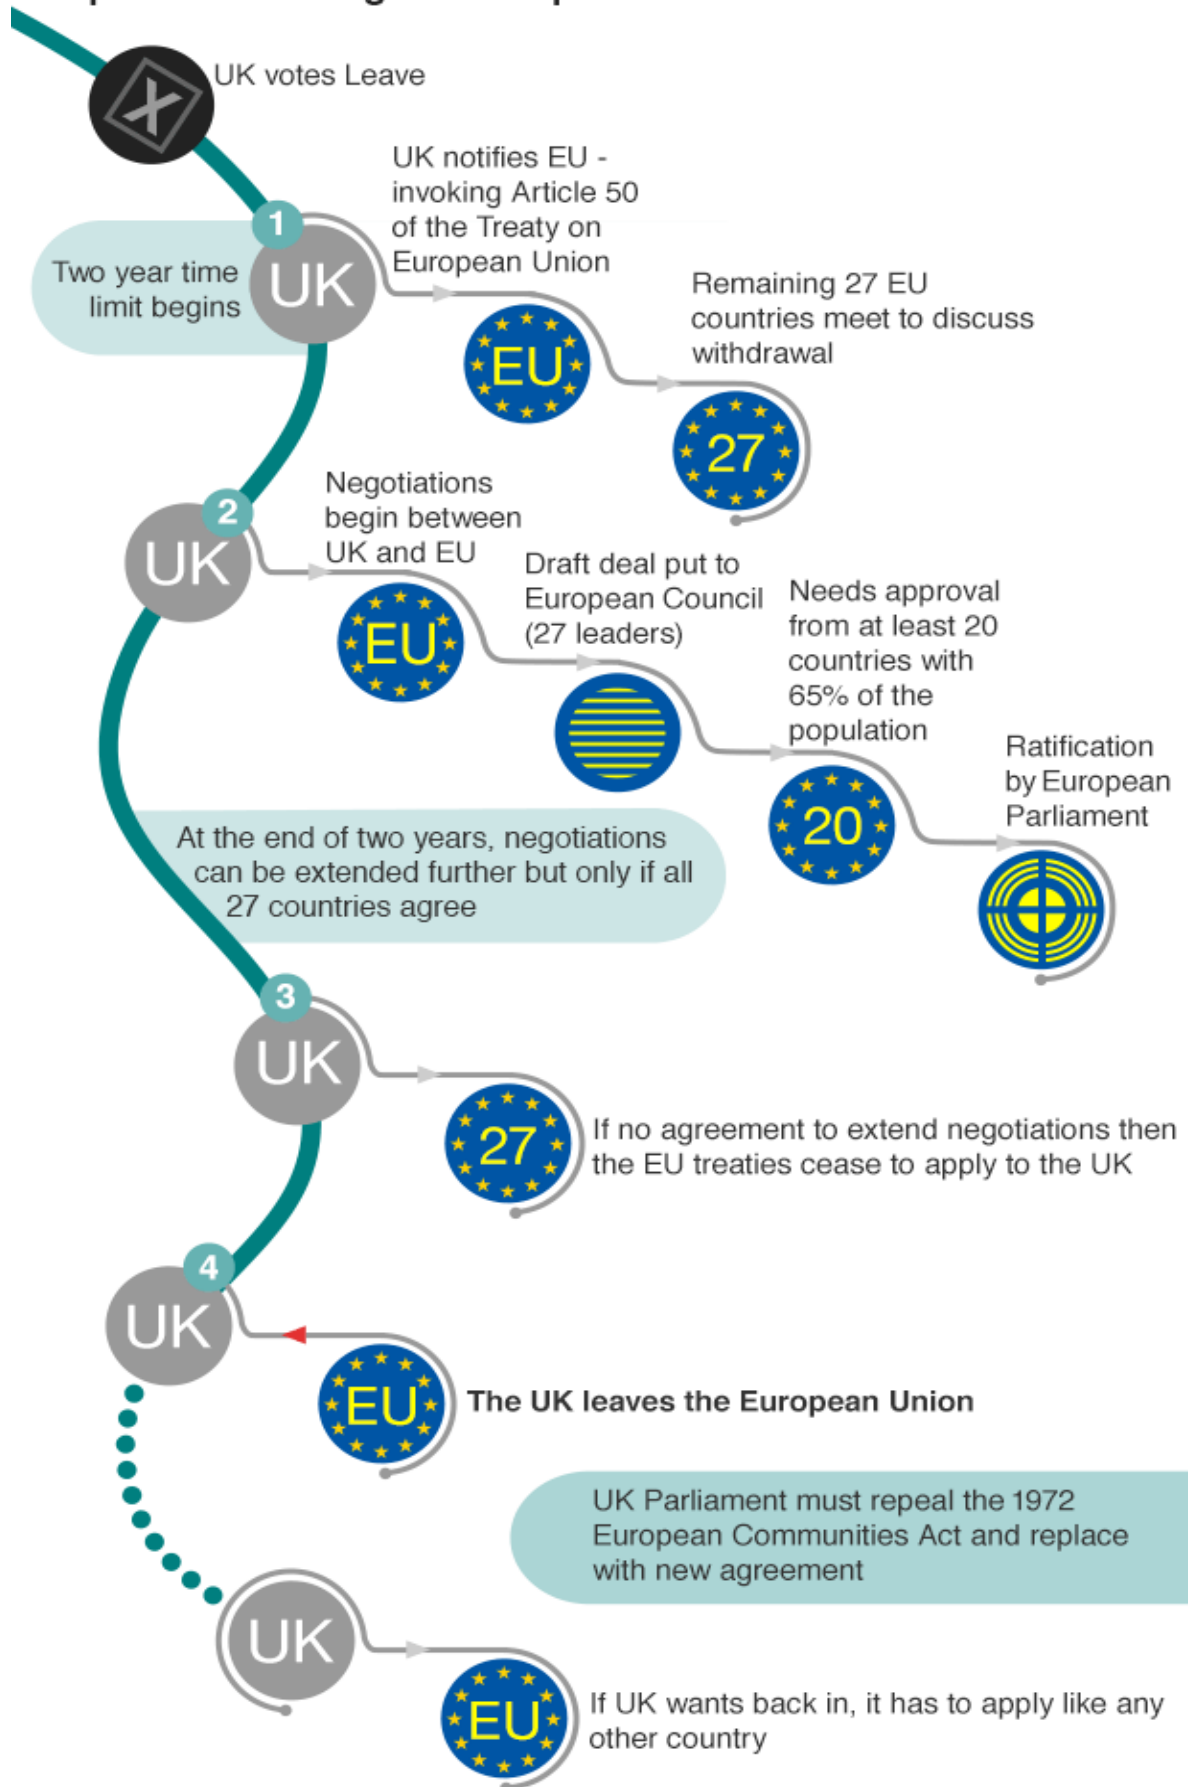 UK votes Leave
UK notifies EU -
invoking Article 50
of the Treaty on
European Union
1
UK
Two year time
limit begins
EU
Remaining 27 EU
countries meet to discuss
withdrawal
27
2
UK
Negotiations
begin between
UK and EU
EU
Draft deal put to
European Council
(27 leaders)
Needs approval
from at least 20
countries with
65% of the
population
20
Ratification
by European
Parliament
At the end of two years, negotiations
can be extended further but only if all
27 countries agree
3
UK
27
If no agreement to extend negotiations then
the EU treaties cease to apply to the UK
4
UK
EU
The UK leaves the European Union
UK Parliament must repeal the 1972
European Communities Act and replace
with new agreement
UK
EU
If UK wants back in, it has to apply like any
other country